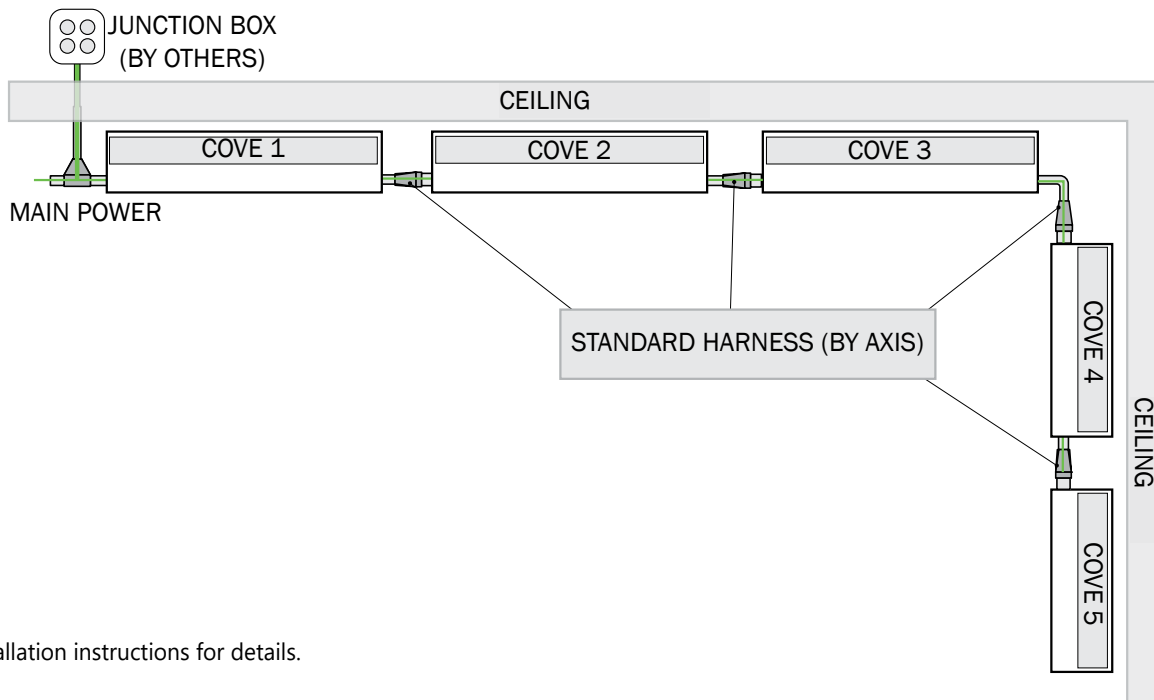 JUNCTION BOX
(BY OTHERS)
CEILING
COVE 1
COVE 2
COVE 3
MAIN POWER
STANDARD HARNESS (BY AXIS)
COVE 4
CEILING
COVE 5
allation instructions for details.